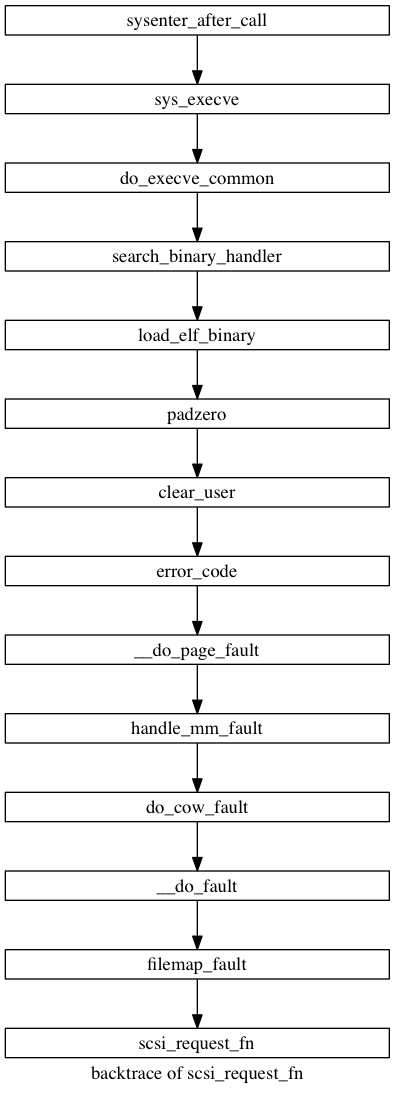 sysenter_after_call
sys_execve
do_execve_common
search_binary_handler
load_elf_binary
padzero
clear_user
error_code
__do_page_fault
handle_mm_fault
do_cow_fault
__do_fault
filemap_fault
scsi_request_fn
backtrace of scsi_request_fn